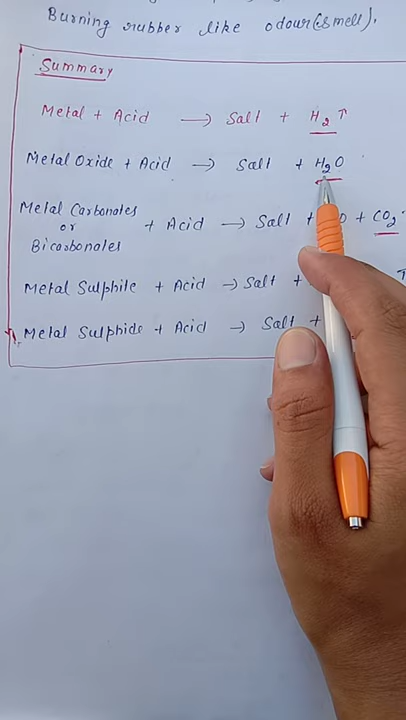 Burning rubber like odour (smell).
Summary
Metal + Acid → Salt + H₂ ↑
Metal Oxide + Acid → Salt + H₂O
Metal Carbonates or Bicarbonates + Acid → Salt + O + CO₂ ↑
Metal Sulphite + Acid → Salt + ↑
Metal Sulphide + Acid → Salt +